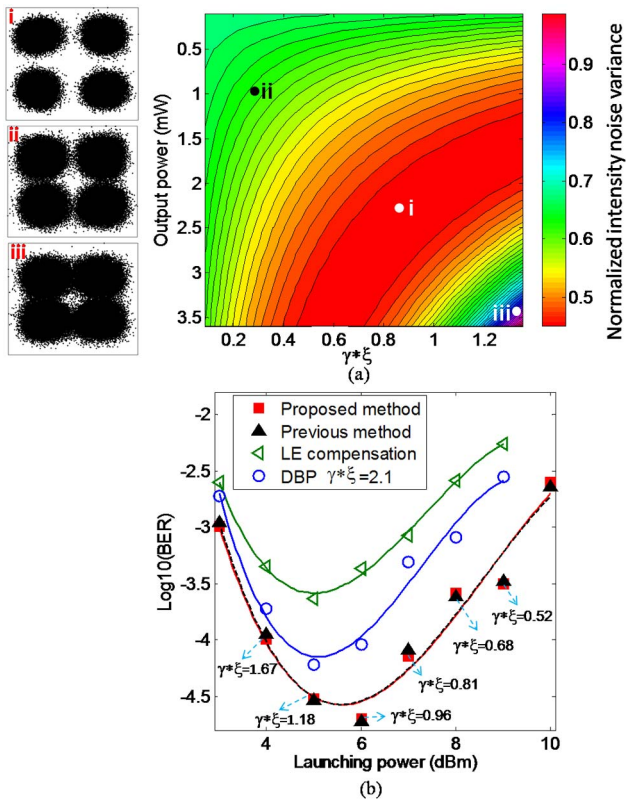 i
ii
iii
Output power (mW)
0.5
1
1.5
2
2.5
3
3.5
0.2 0.4 0.6 0.8 1 1.2
γ*ξ
ii
i
iii
0.9
0.8
0.7
0.6
0.5
Normalized intensity noise variance
(a)
Proposed method
Previous method
LE compensation
DBP γ*ξ=2.1
Log10(BER)
-2
-2.5
-3
-3.5
-4
-4.5
γ*ξ=1.67
γ*ξ=1.18
γ*ξ=0.96
γ*ξ=0.81
γ*ξ=0.68
γ*ξ=0.52
4 6 8 10
Launching power (dBm)
(b)